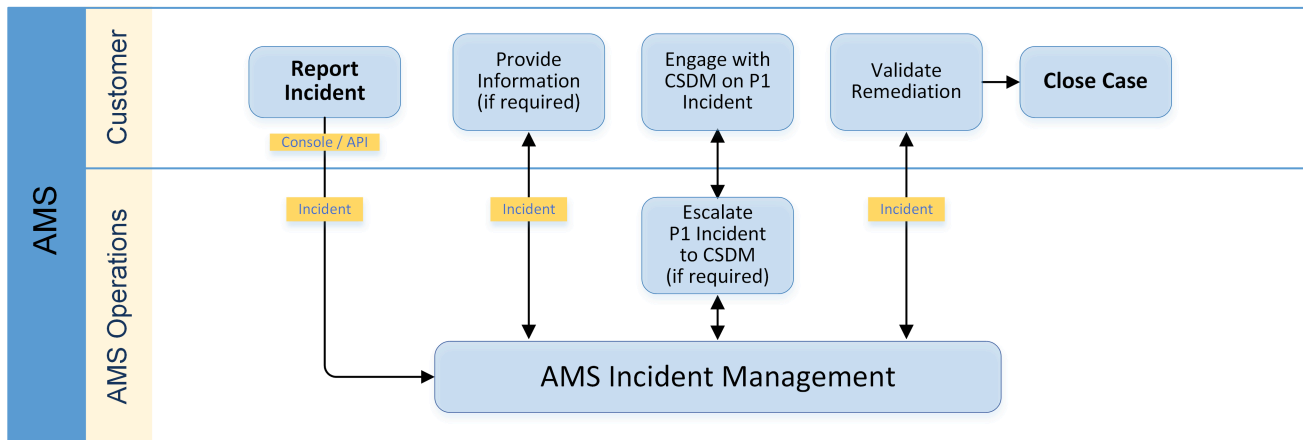 AMS
Customer
Report
Incident
Console / API
Incident
Provide
Information
(if required)
Incident
Engage with
CSDM on P1
Incident
Validate
Remediation
Incident
Close Case
AMS Operations
Escalate
P1 Incident
to CSDM
(if required)
AMS Incident Management